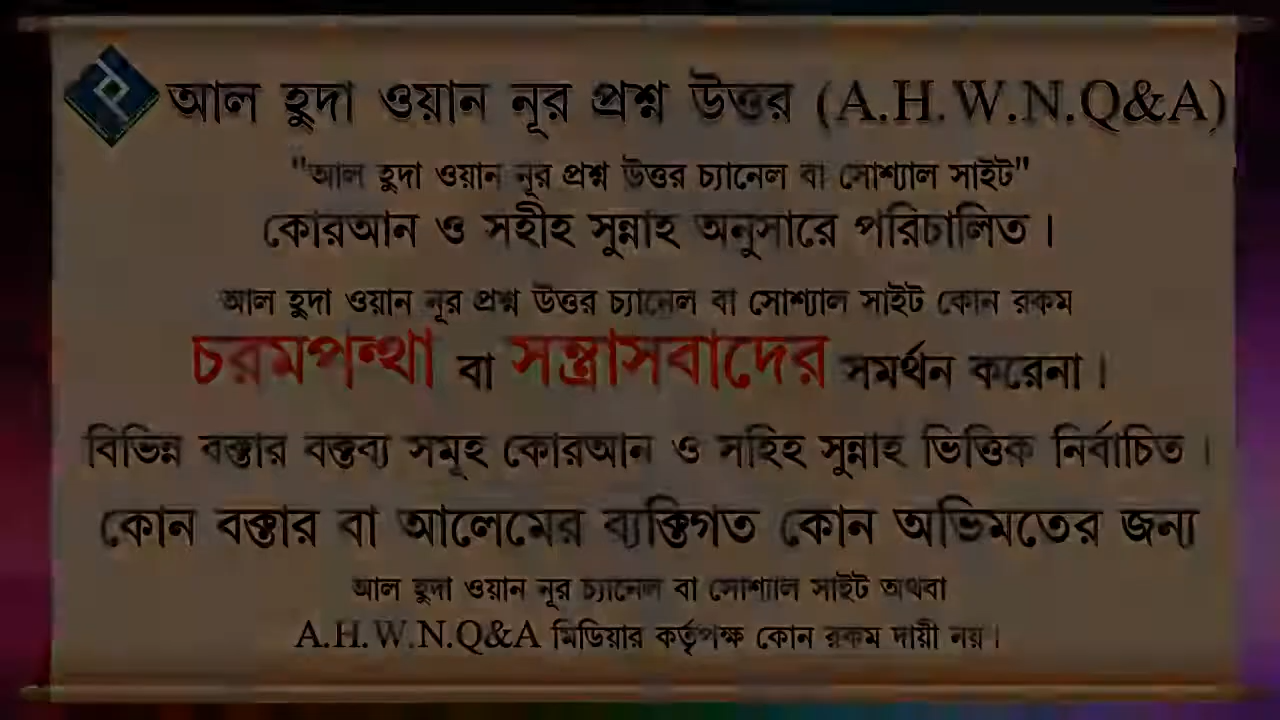 আল হুদা ওয়ান নূর প্রশ্ন উত্তর (A.H.W.N.Q&A)
"আল হুদা ওয়ান নূর প্রশ্ন উত্তর চ্যানেল বা সোশ্যাল সাইট"
কোরআন ও সহীহ সুন্নাহ অনুসারে পরিচালিত।
আল হুদা ওয়ান নূর প্রশ্ন উত্তর চ্যানেল বা সোশ্যাল সাইট কোন রকম
চরমপন্থা বা সন্ত্রাসবাদের সমর্থন করেনা।
বিভিন্ন বক্তার বক্তব্য সমূহ কোরআন ও সহিহ সুন্নাহ ভিত্তিক নির্বাচিত।
কোন বক্তার বা আলেমের ব্যক্তিগত কোন অভিমতের জন্য
আল হুদা ওয়ান নূর চ্যানেল বা সোশ্যাল সাইট অথবা
A.H.W.N.Q&A মিডিয়ার কর্তৃপক্ষ কোন রকম দায়ী নয়।